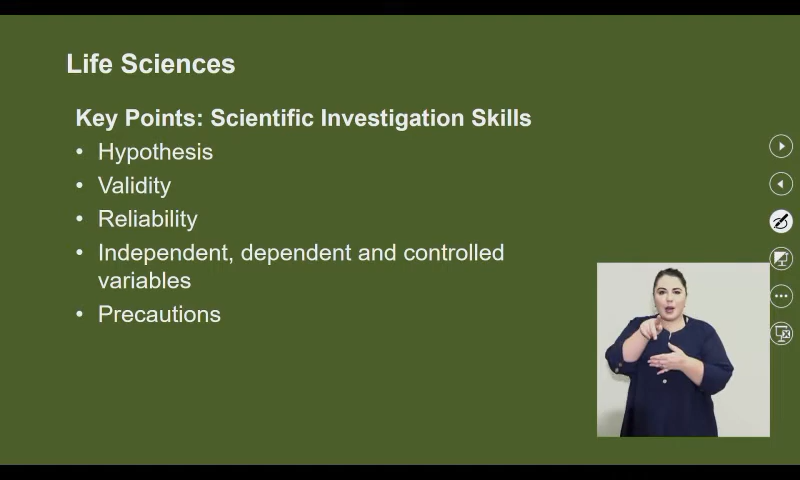 Life Sciences
Key Points: Scientific Investigation Skills
• Hypothesis
• Validity
• Reliability
• Independent, dependent and controlled
variables
• Precautions